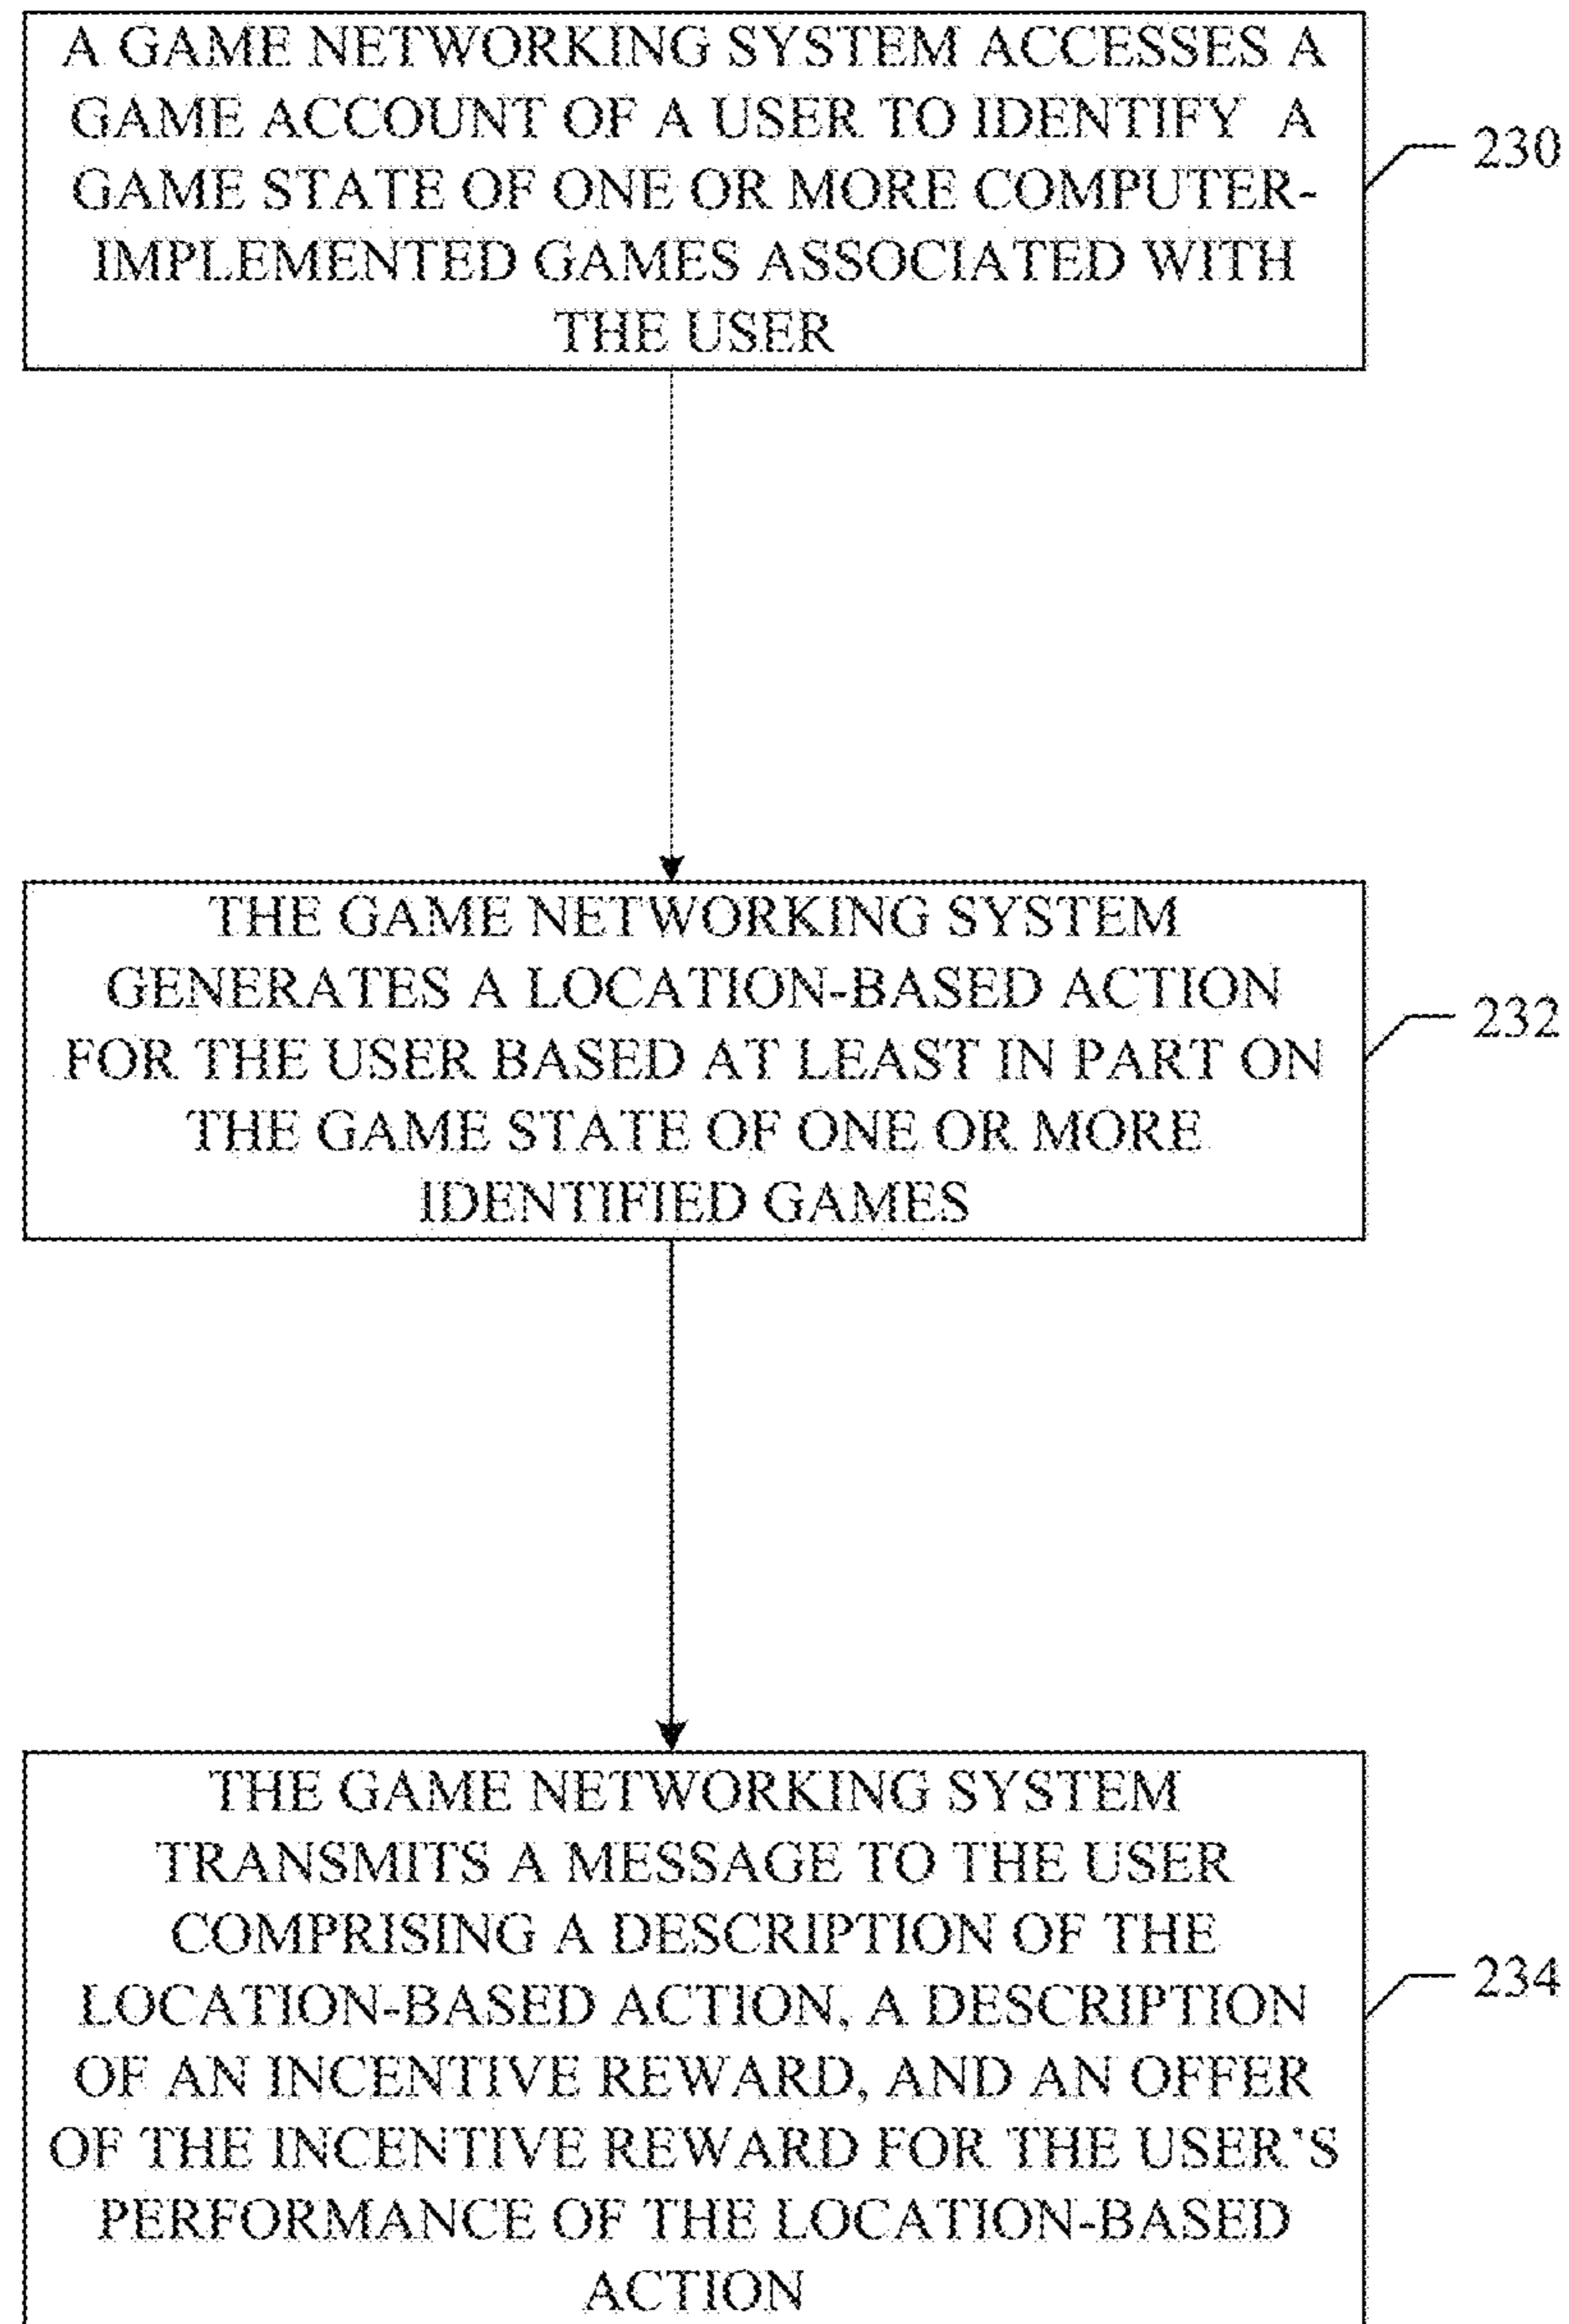 A GAME NETWORKING SYSTEM ACCESSES A
GAME ACCOUNT OF A USER TO IDENTIFY A
GAME STATE OF ONE OR MORE COMPUTER-
IMPLEMENTED GAMES ASSOCIATED WITH
THE USER
230
THE GAME NETWORKING SYSTEM
GENERATES A LOCATION-BASED ACTION
FOR THE USER BASED AT LEAST IN PART ON
THE GAME STATE OF ONE OR MORE
IDENTIFIED GAMES
232
THE GAME NETWORKING SYSTEM
TRANSMITS A MESSAGE TO THE USER
COMPRISING A DESCRIPTION OF THE
LOCATION-BASED ACTION, A DESCRIPTION
OF AN INCENTIVE REWARD, AND AN OFFER
OF THE INCENTIVE REWARD FOR THE USER'S
PERFORMANCE OF THE LOCATION-BASED
ACTION
234